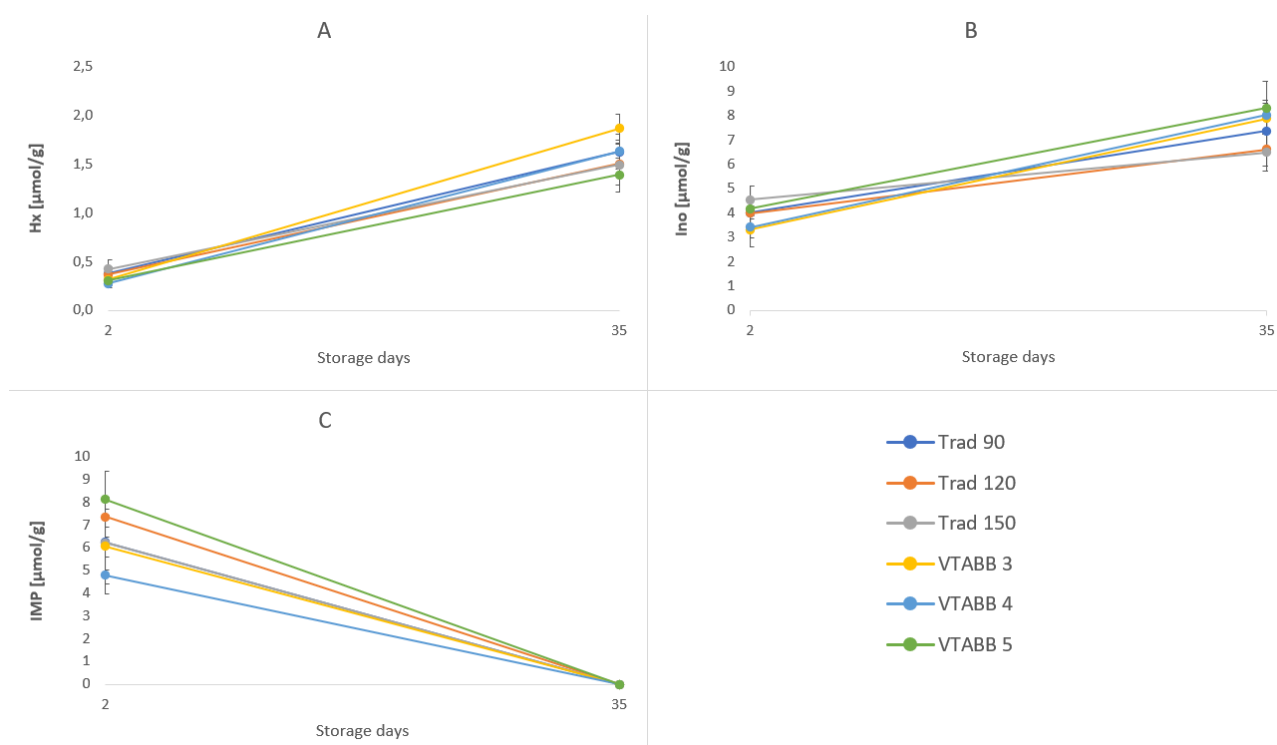 A
Hx [µmol/g]
2,5
2,0
1,5
1,0
0,5
0,0
2 35
Storage days
B
Ino [µmol/g]
10
9
8
7
6
5
4
3
2
1
0
2 35
Storage days
C
IMP [µmol/g]
10
9
8
7
6
5
4
3
2
1
0
2 35
Storage days
Trad 90
Trad 120
Trad 150
VTABB 3
VTABB 4
VTABB 5